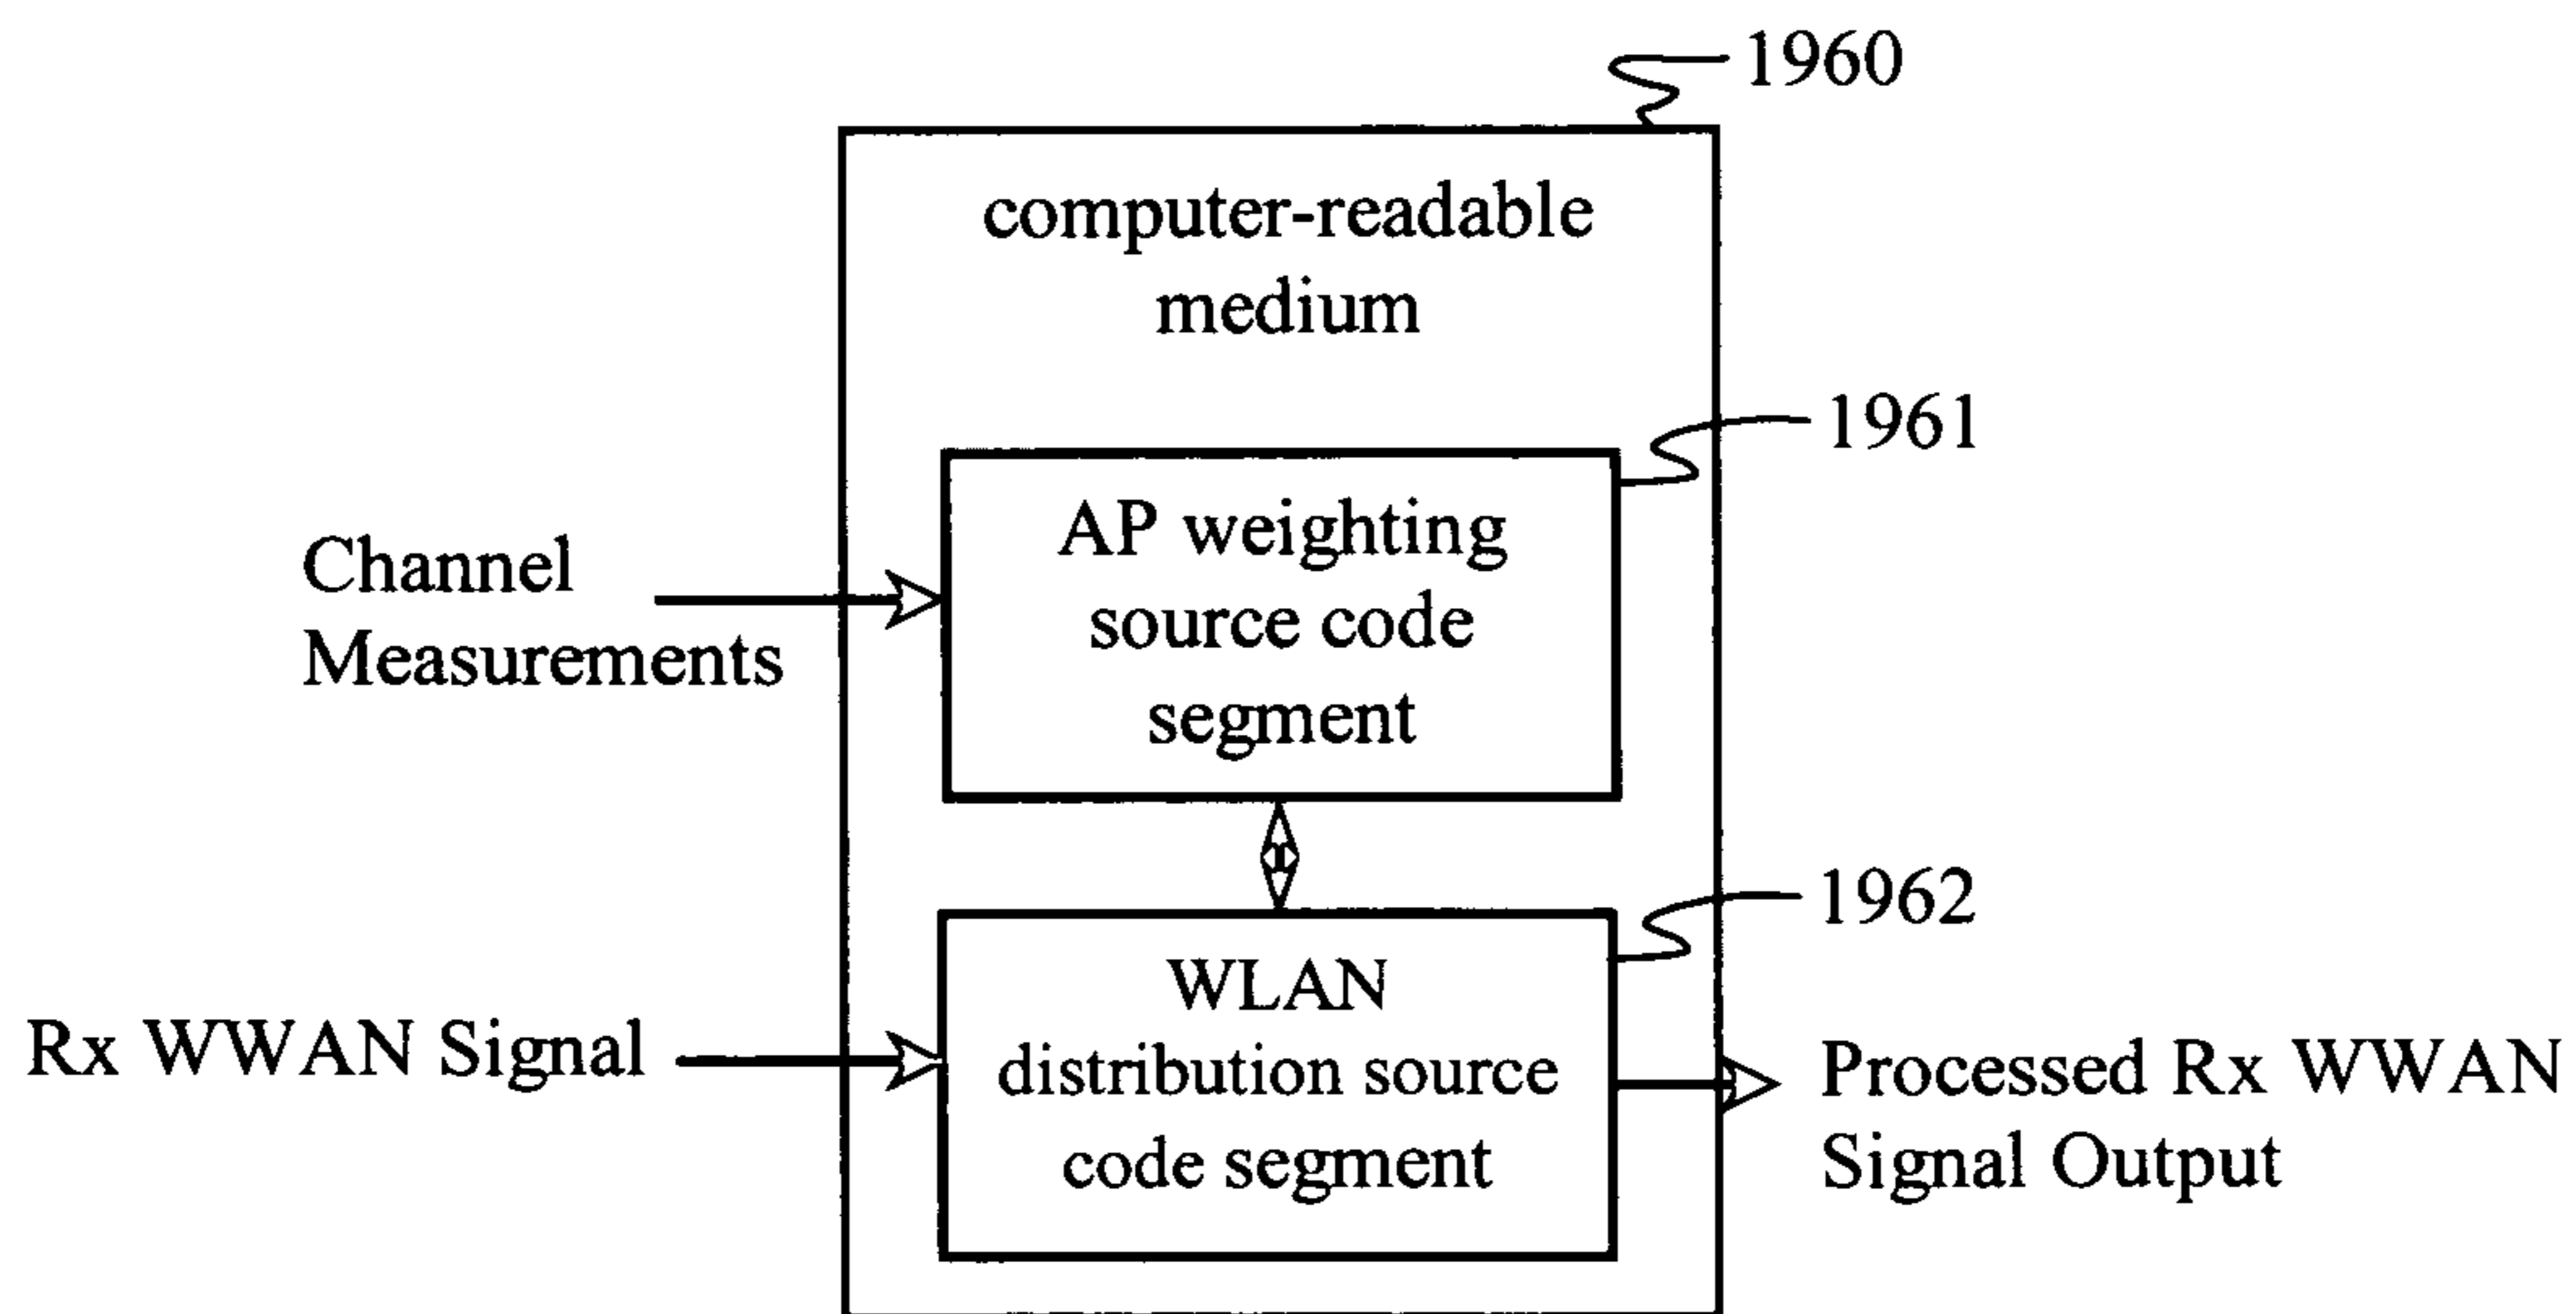 1960
computer-readable
medium
1961
AP weighting
source code
segment
Channel
Measurements
1962
WLAN
distribution source
code segment
Rx WWAN Signal
Processed Rx WWAN
Signal Output